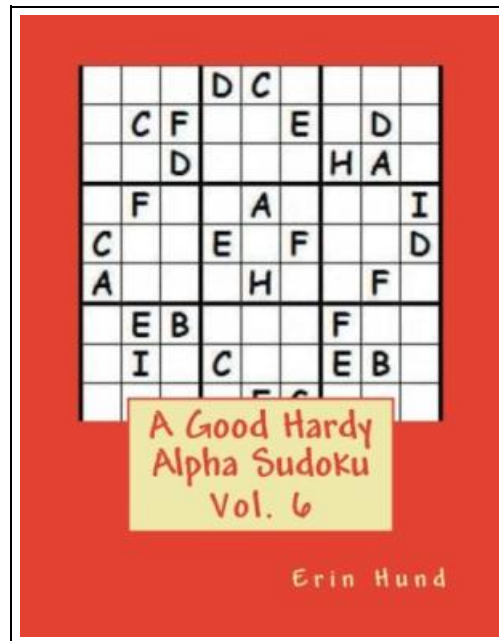 D C
C F E D
D H A
F A I
C E F D
A H F
E B F
I C E B
A Good Hardy
Alpha Sudoku
Vol. 6
Erin Hund